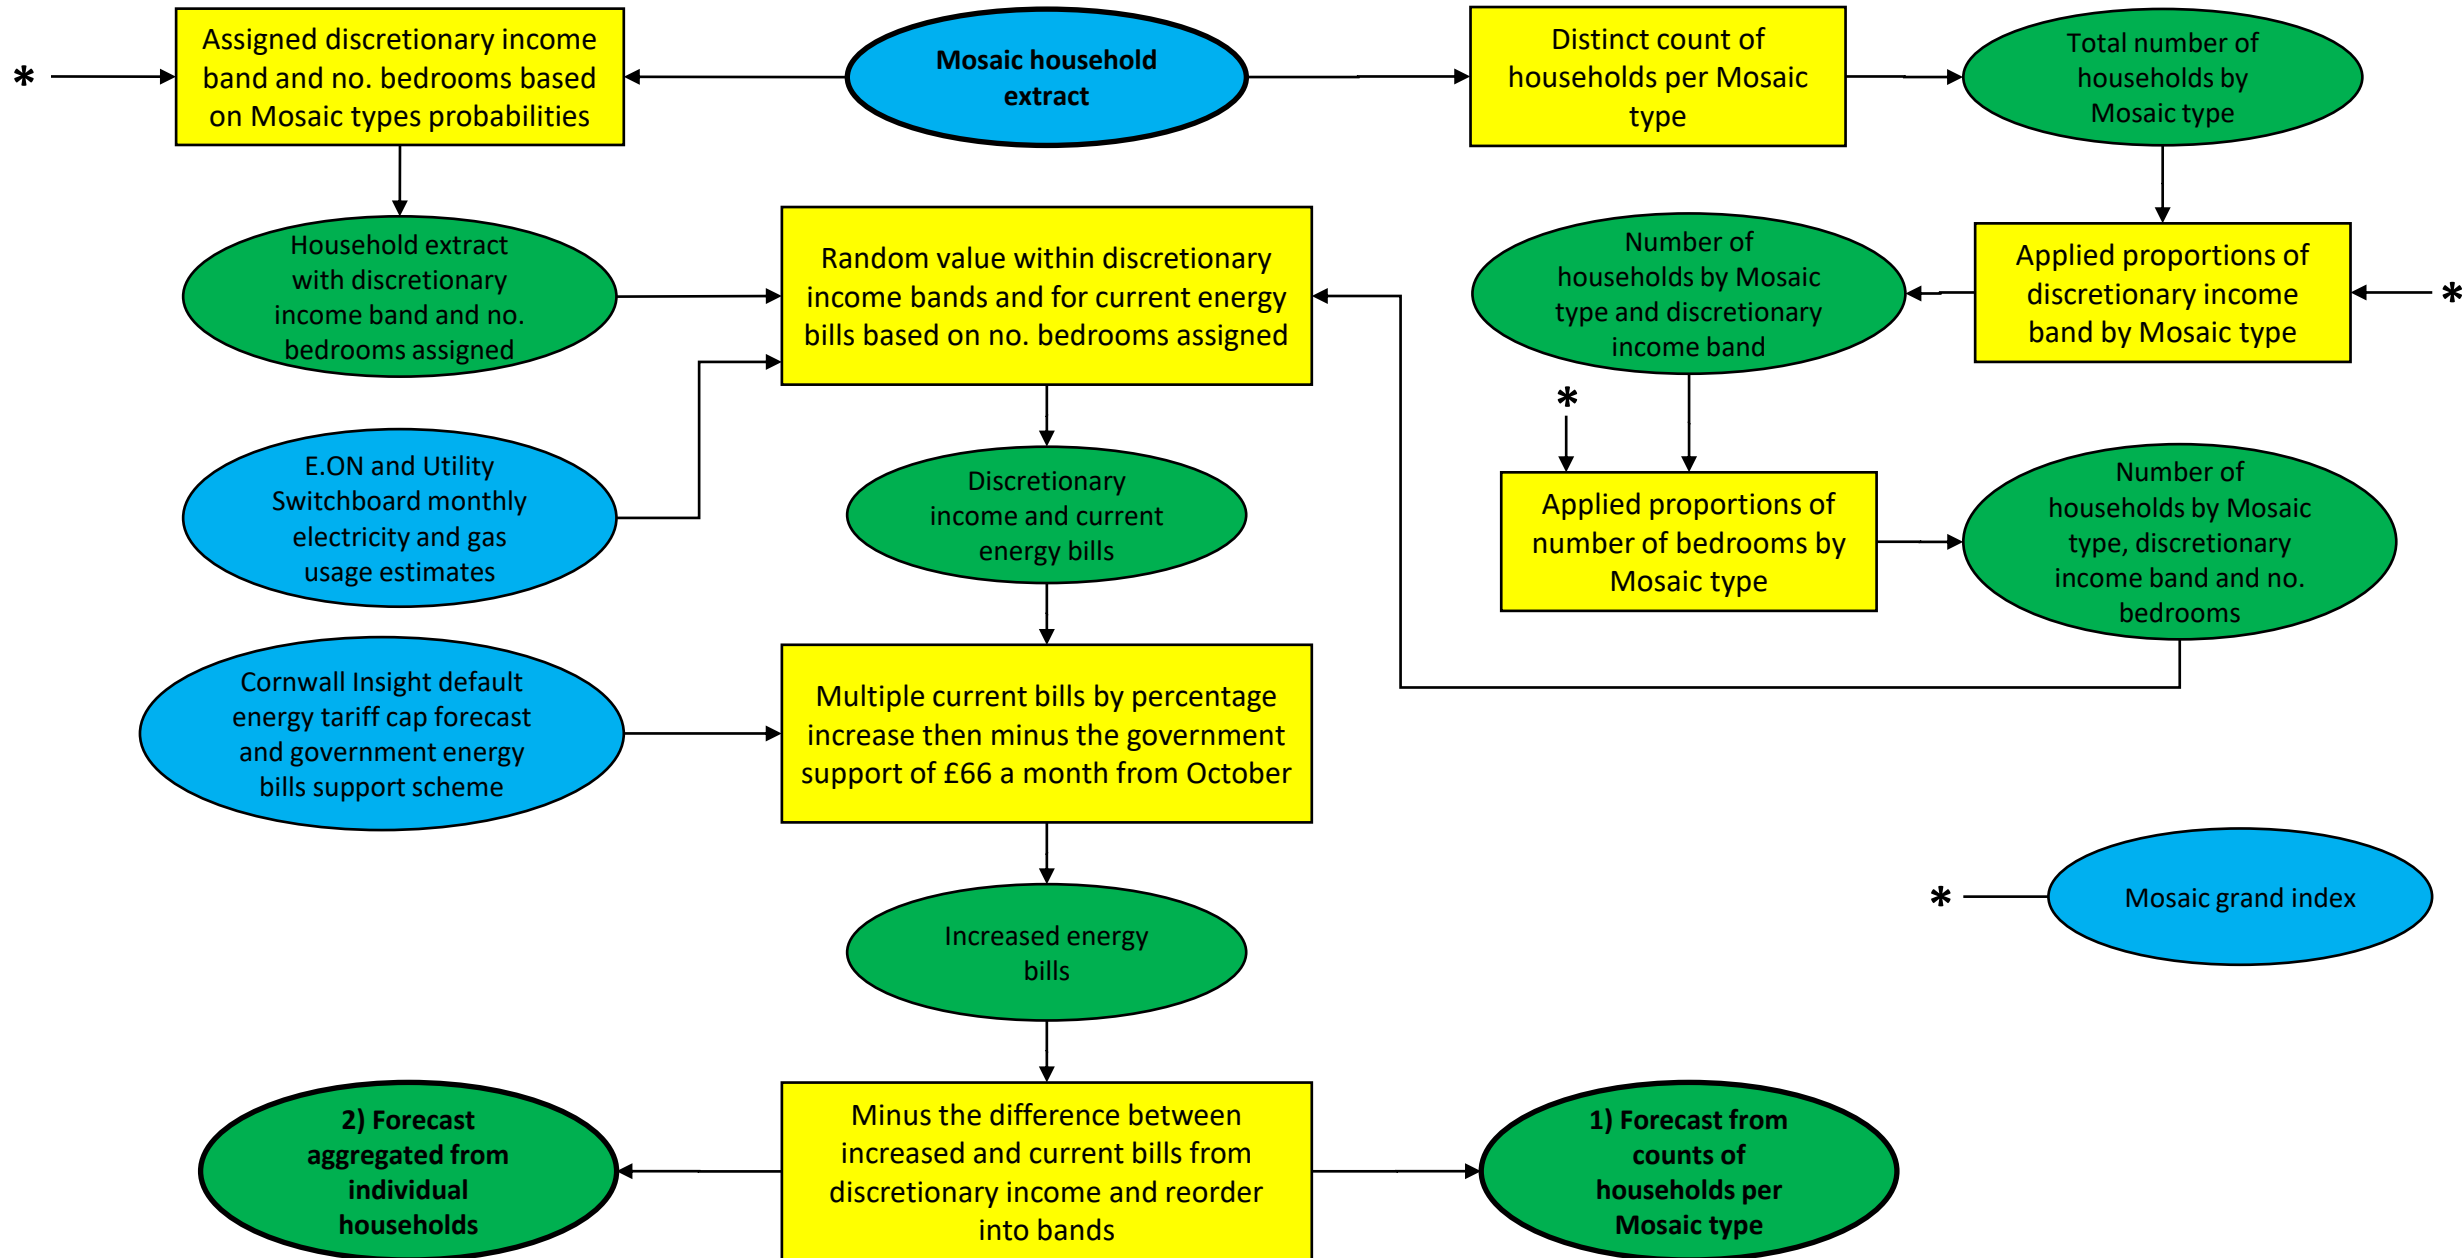 Assigned discretionary income
band and no. bedrooms based
on Mosaic types probabilities
*
Mosaic household
extract
Distinct count of
households per Mosaic
type
Total number of
households by
Mosaic type
Household extract
with discretionary
income band and no.
bedrooms assigned
Random value within discretionary
income bands and for current energy
bills based on no. bedrooms assigned
Number of
households by Mosaic
type and discretionary
income band
Applied proportions of
discretionary income
band by Mosaic type
*
*
E.ON and Utility
Switchboard monthly
electricity and gas
usage estimates
Discretionary
income and current
energy bills
Applied proportions of
number of bedrooms by
Mosaic type
Number of
households by Mosaic
type, discretionary
income band and no.
bedrooms
Cornwall Insight default
energy tariff cap forecast
and government energy
bills support scheme
Multiple current bills by percentage
increase then minus the government
support of £66 a month from October
*
Mosaic grand index
Increased energy
bills
2) Forecast
aggregated from
individual
households
Minus the difference between
increased and current bills from
discretionary income and reorder
into bands
1) Forecast from
counts of
households per
Mosaic type